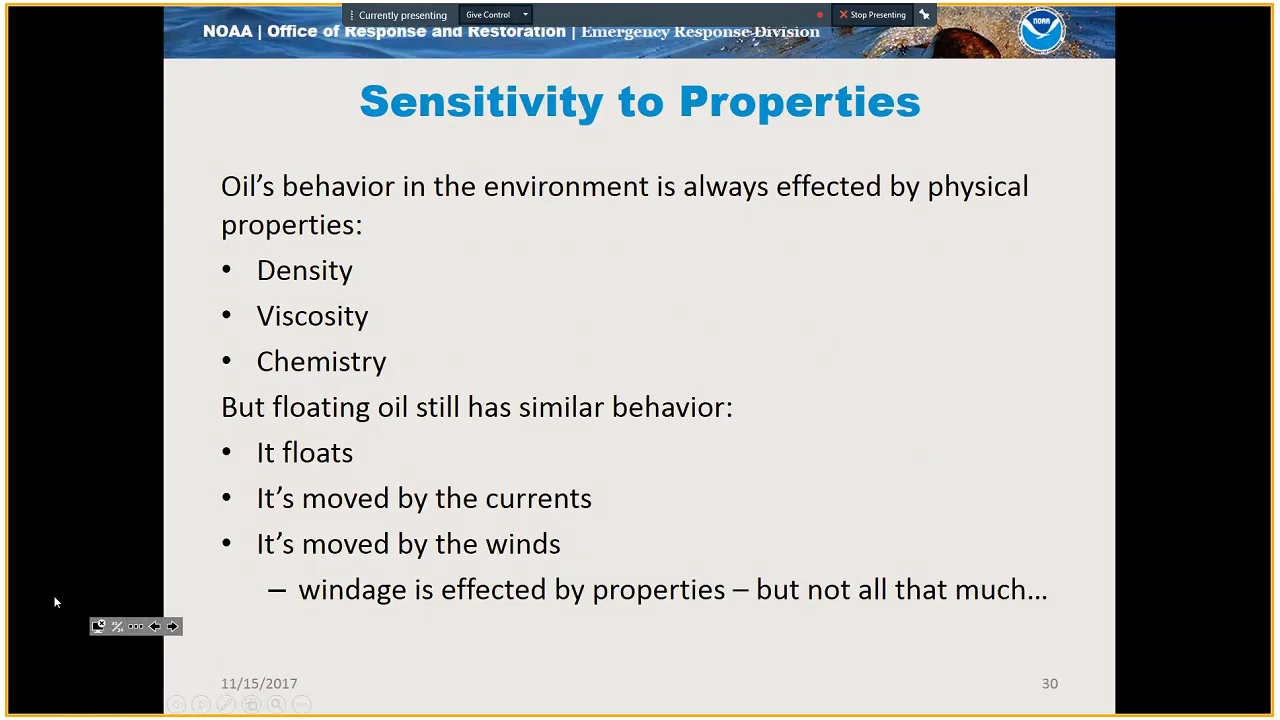 Currently presenting
Give Control
Stop Presenting
NOAA | Office of Response and Restoration | Emergency Response Division
NOAA
Sensitivity to Properties
Oil's behavior in the environment is always effected by physical
properties:
• Density
• Viscosity
• Chemistry
But floating oil still has similar behavior:
• It floats
• It's moved by the currents
• It's moved by the winds
– windage is effected by properties – but not all that much…
11/15/2017
30